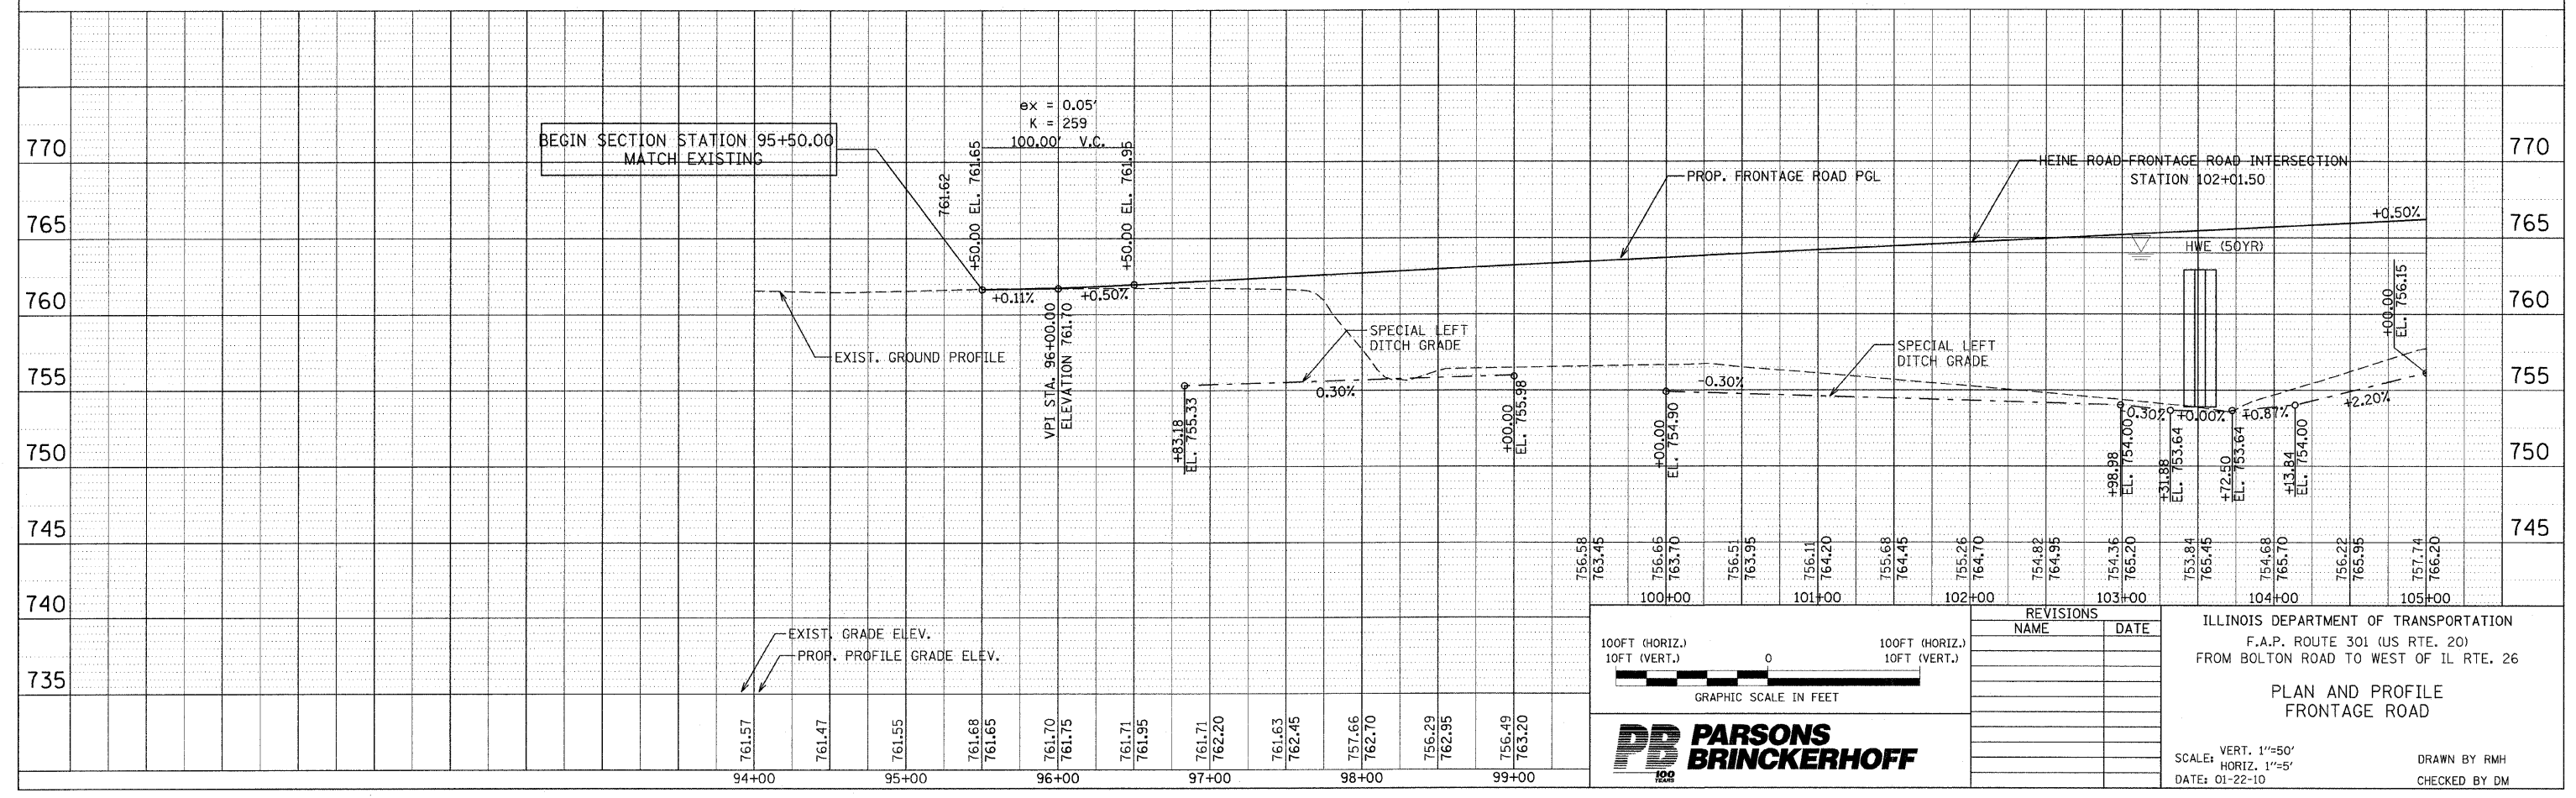 ex = 0.05'
K = 259
100.00' V.C.
BEGIN SECTION STATION 95+50.00
MATCH EXISTING
761.62
+50.00 EL. 761.65
+50.00 EL. 761.95
770
765
760
755
750
745
740
735
770
765
760
755
750
745
HEINE ROAD-FRONTAGE ROAD INTERSECTION
STATION 102+01.50
PROP. FRONTAGE ROAD PGL
+0.50%
HWE (50YR)
+0.11%
+0.50%
VPI STA. 96+00.00
ELEVATION 761.70
EXIST. GROUND PROFILE
SPECIAL LEFT
DITCH GRADE
SPECIAL LEFT
DITCH GRADE
0.30%
-0.30%
-0.30%
+0.00%
+0.87%
+2.20%
+83.18
EL. 755.33
+00.00
EL. 755.98
+00.00
EL. 754.90
+98.98
EL. 754.00
+31.88
EL. 753.64
+72.50
EL. 753.64
+13.84
EL. 754.00
+00.00
EL. 756.15
756.58
763.45
756.66
763.70
756.51
763.95
756.11
764.20
755.68
764.45
755.26
764.70
754.82
764.95
754.36
765.20
753.84
765.45
754.68
765.70
756.22
765.95
757.74
766.20
100+00
101+00
102+00
103+00
104+00
105+00
EXIST. GRADE ELEV.
PROP. PROFILE GRADE ELEV.
761.57
761.47
761.55
761.68
761.65
761.70
761.75
761.71
761.95
761.71
762.20
761.63
762.45
757.66
762.70
756.29
762.95
756.49
763.20
94+00
95+00
96+00
97+00
98+00
99+00
100FT (HORIZ.)
10FT (VERT.)
0
100FT (HORIZ.)
10FT (VERT.)
GRAPHIC SCALE IN FEET
PB
100
YEARS
PARSONS
BRINCKERHOFF
REVISIONS
NAME
DATE
ILLINOIS DEPARTMENT OF TRANSPORTATION
F.A.P. ROUTE 301 (US RTE. 20)
FROM BOLTON ROAD TO WEST OF IL RTE. 26
PLAN AND PROFILE
FRONTAGE ROAD
SCALE: VERT. 1"=50'
HORIZ. 1"=5'
DATE: 01-22-10
DRAWN BY RMH
CHECKED BY DM